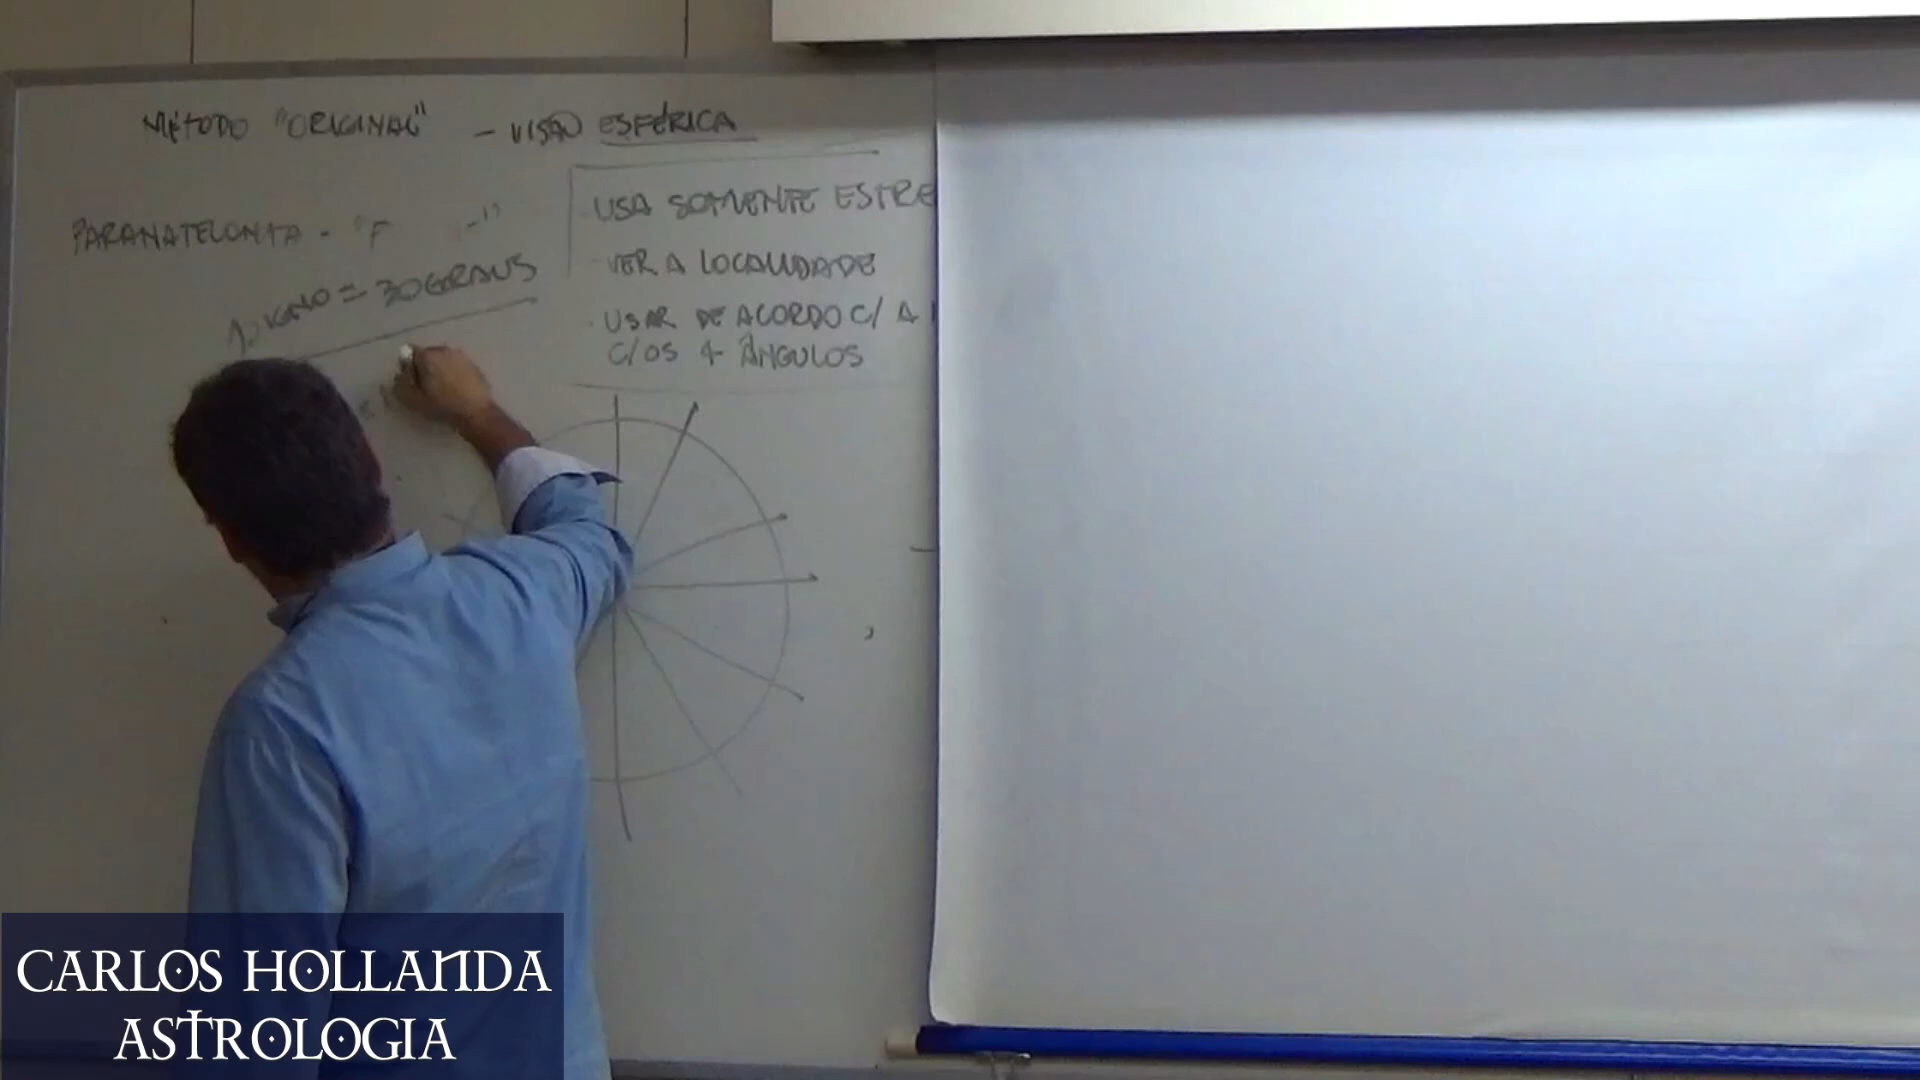 MÉTODO "ORIGINAL" - VISÃO ESFÉRICA
PARANATELONTA - "F
1 SIGNO = 30 GRAUS
USA SOMENTE ESTRE
VER A LOCALIDADE
USAR DE ACORDO C/ A
C/ OS 4 ÂNGULOS
CARLOS HOLLANDA
ASTROLOGIA